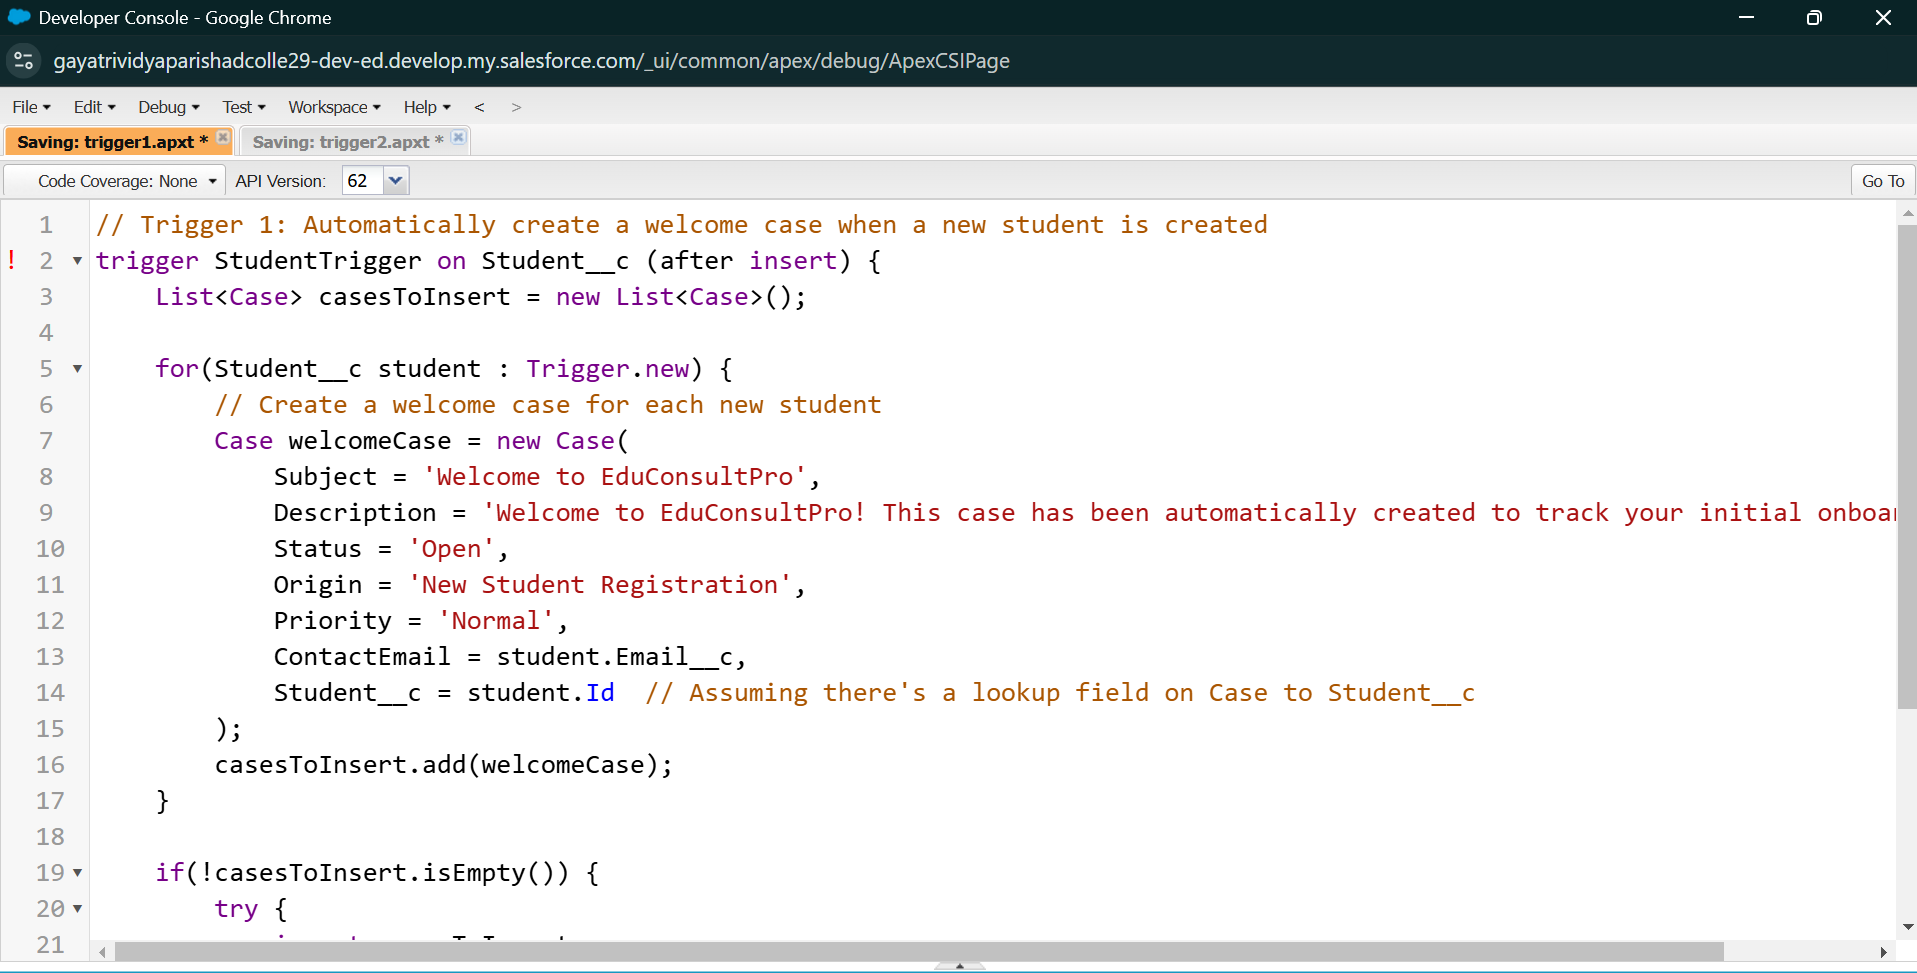 Developer Console - Google Chrome
gayatrividyaparishadcolle29-dev-ed.develop.my.salesforce.com/_ui/common/apex/debug/ApexCSIPage
File Edit Debug Test Workspace Help < >
Saving: trigger1.apxt * Saving: trigger2.apxt *
Code Coverage: None API Version: 62 Go To
1 // Trigger 1: Automatically create a welcome case when a new student is created
! 2 trigger StudentTrigger on Student__c (after insert) {
3 List<Case> casesToInsert = new List<Case>();
4
5 for(Student__c student : Trigger.new) {
6 // Create a welcome case for each new student
7 Case welcomeCase = new Case(
8 Subject = 'Welcome to EduConsultPro',
9 Description = 'Welcome to EduConsultPro! This case has been automatically created to track your initial
10 Status = 'Open',
11 Origin = 'New Student Registration',
12 Priority = 'Normal',
13 ContactEmail = student.Email__c,
14 Student__c = student.Id // Assuming there's a lookup field on Case to Student__c
15 );
16 casesToInsert.add(welcomeCase);
17 }
18
19 if(!casesToInsert.isEmpty()) {
20 try {
21